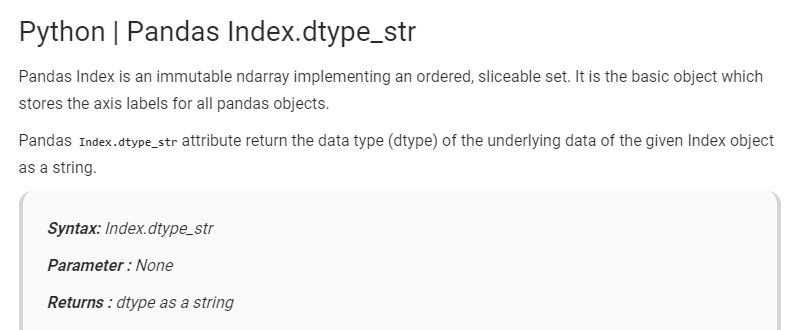 Python | Pandas Index.dtype_str
Pandas Index is an immutable ndarray implementing an ordered, sliceable set. It is the basic object which
stores the axis labels for all pandas objects.
Pandas Index.dtype_str attribute return the data type (dtype) of the underlying data of the given Index object
as a string.
Syntax: Index.dtype_str
Parameter : None
Returns : dtype as a string